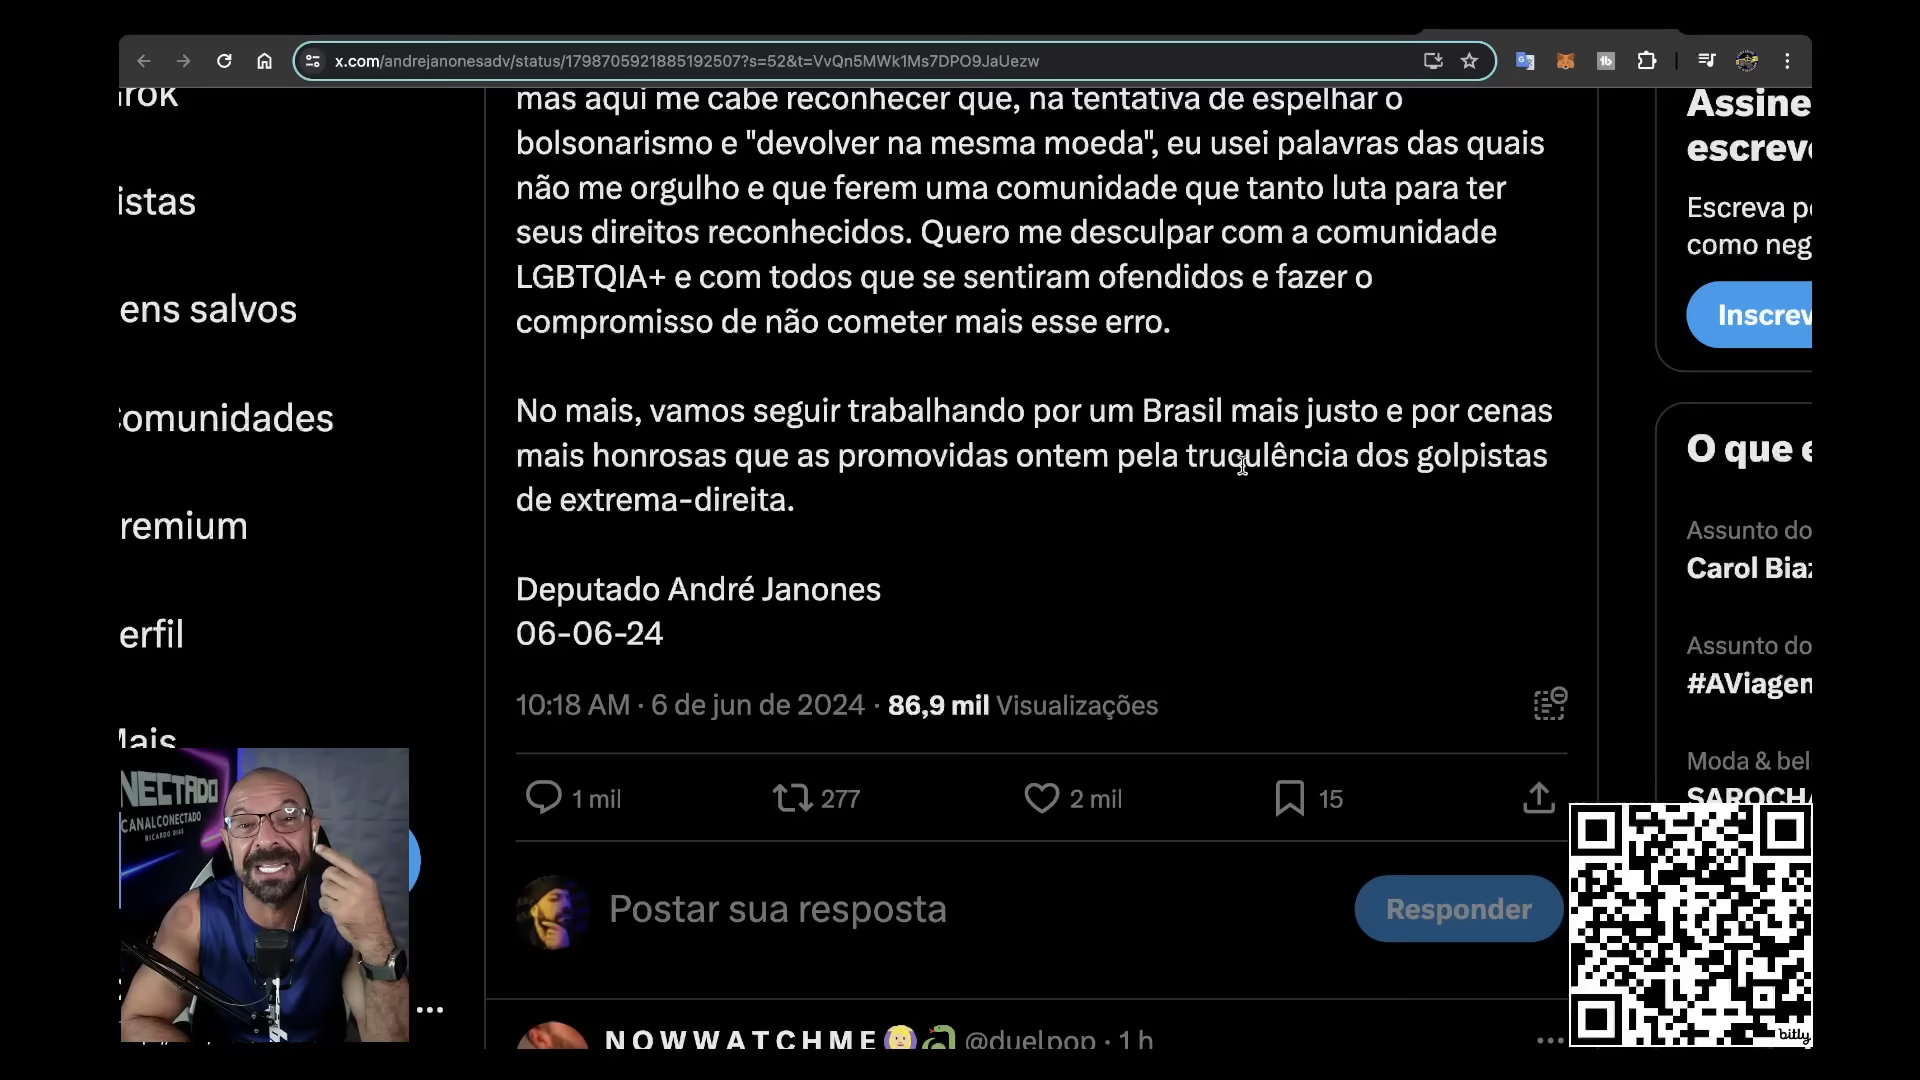 x.com/andrejanonesadv/status/1798705921885192507?s=52&t=VvQn5MWk1Ms7DPO9JaUezw
mas aqui me cabe reconhecer que, na tentativa de espelhar o
bolsonarismo e "devolver na mesma moeda", eu usei palavras das quais
não me orgulho e que ferem uma comunidade que tanto luta para ter
seus direitos reconhecidos. Quero me desculpar com a comunidade
LGBTQIA+ e com todos que se sentiram ofendidos e fazer o
compromisso de não cometer mais esse erro.
No mais, vamos seguir trabalhando por um Brasil mais justo e por cenas
mais honrosas que as promovidas ontem pela truculência dos golpistas
de extrema-direita.
Deputado André Janones
06-06-24
10:18 AM · 6 de jun de 2024 · 86,9 mil Visualizações
1 mil 277 2 mil 15
Postar sua resposta
Responder
NOWWATCHME @duelpop · 1 h
istas
ens salvos
omunidades
remium
erfil
Mais
NECTADO
CANALCONECTADO
RICARDO DIAS
Assine
escrev
Escreva p
como neg
Inscrev
O que e
Assunto do
Carol Biaz
Assunto do
#AViagem
Moda & bel
SAROCHA
bitly